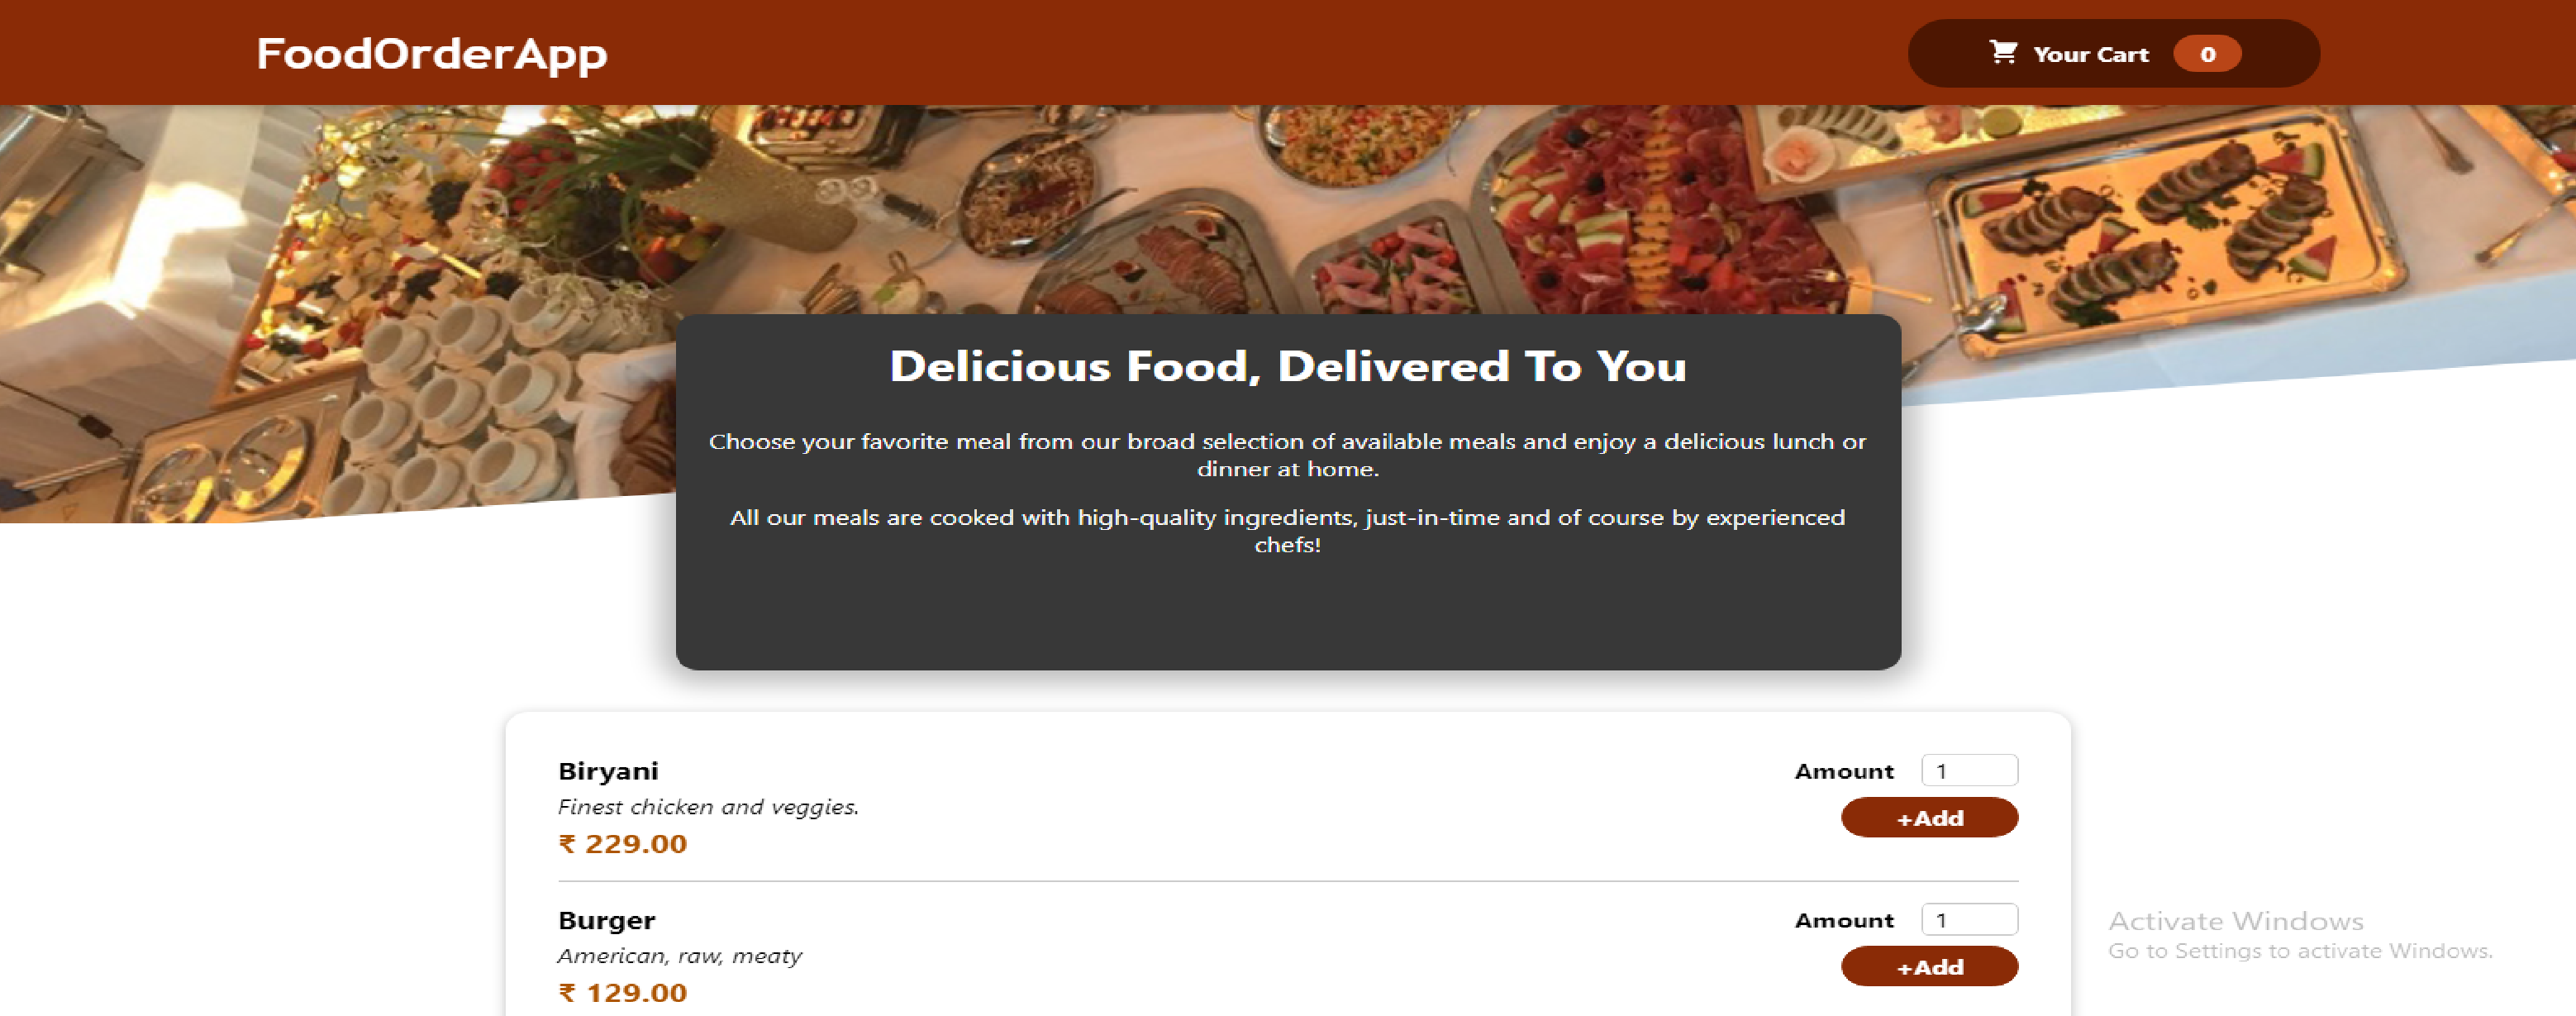 FoodOrderApp
Your Cart 0
Delicious Food, Delivered To You
Choose your favorite meal from our broad selection of available meals and enjoy a delicious lunch or
dinner at home.
All our meals are cooked with high-quality ingredients, just-in-time and of course by experienced
chefs!
Biryani
Finest chicken and veggies.
₹ 229.00
Amount 1
+Add
Burger
American, raw, meaty
₹ 129.00
Amount 1
+Add
Activate Windows
Go to Settings to activate Windows.